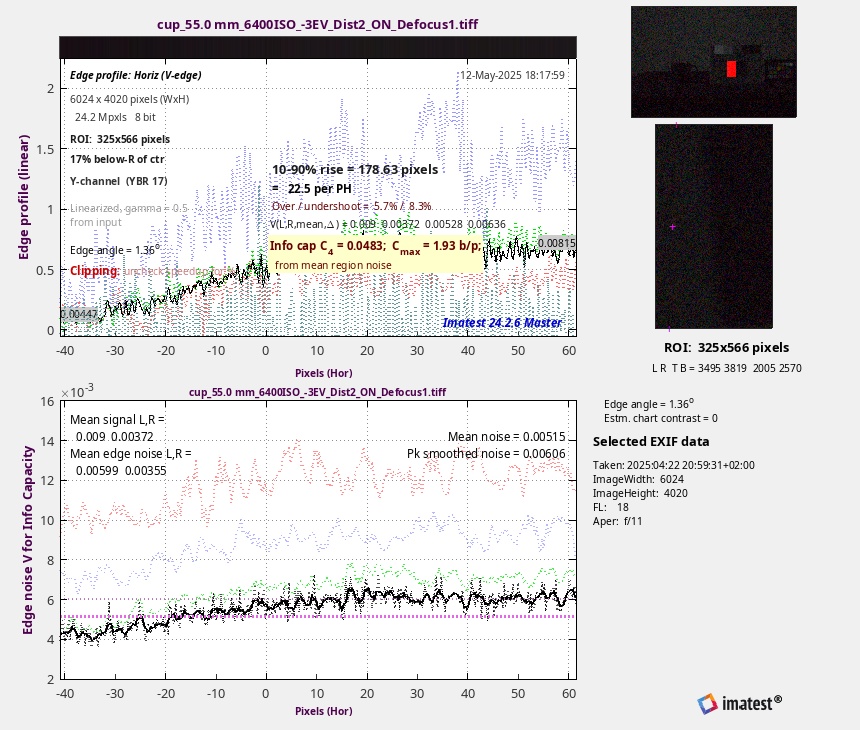 cup_55.0 mm_6400ISO_-3EV_Dist2_ON_Defocus1.tiff
Edge profile: Horiz (V-edge)
12-May-2025 18:17:59
6024 x 4020 pixels (WxH)
24.2 Mpxls 8 bit
ROI: 325x566 pixels
17% below-R of ctr
Y-channel (YBR 17)
Linearized, gamma = 0.5
from input
Edge angle = 1.36°
Clipping:
10-90% rise = 178.63 pixels
= 22.5 per PH
Over / undershoot = 5.7% / 8.3%
V(L,R,mean,Δ) = 0.009 0.00372 0.00528 0.00636
Info cap C4 = 0.0483; Cmax = 1.93 b/p;
from mean region noise
0.00447
0.00815
Imatest 24.2.6 Master
Edge profile (linear)
2
1.5
1
0.5
0
-40 -30 -20 -10 0 10 20 30 40 50 60
Pixels (Hor)
cup_55.0 mm_6400ISO_-3EV_Dist2_ON_Defocus1.tiff
×10-3
Mean signal L,R =
0.009 0.00372
Mean edge noise L,R =
0.00599 0.00355
Mean noise = 0.00515
Pk smoothed noise = 0.00606
Edge noise V for Info Capacity
16
14
12
10
8
6
4
2
-40 -30 -20 -10 0 10 20 30 40 50 60
Pixels (Hor)
ROI: 325x566 pixels
L R T B = 3495 3819 2005 2570
Edge angle = 1.36°
Estm. chart contrast = 0
Selected EXIF data
Taken: 2025:04:22 20:59:31+02:00
ImageWidth: 6024
ImageHeight: 4020
FL: 18
Aper: f/11
imatest®